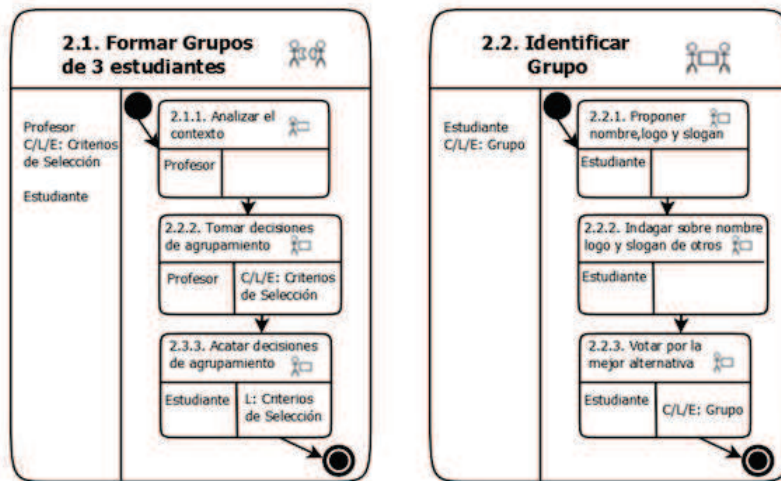 2.1. Formar Grupos
de 3 estudiantes
Profesor
C/L/E: Criterios
de Selección
Estudiante
2.1.1. Analizar el
contexto
Profesor
2.2.2. Tomar decisiones
de agrupamiento
Profesor
C/L/E: Criterios
de Selección
2.3.3. Acatar decisiones
de agrupamiento
Estudiante
L: Criterios
de Selección
2.2. Identificar
Grupo
Estudiante
C/L/E: Grupo
2.2.1. Proponer
nombre,logo y slogan
Estudiante
2.2.2. Indagar sobre nombre
logo y slogan de otros
Estudiante
2.2.3. Votar por la
mejor alternativa
Estudiante
C/L/E: Grupo